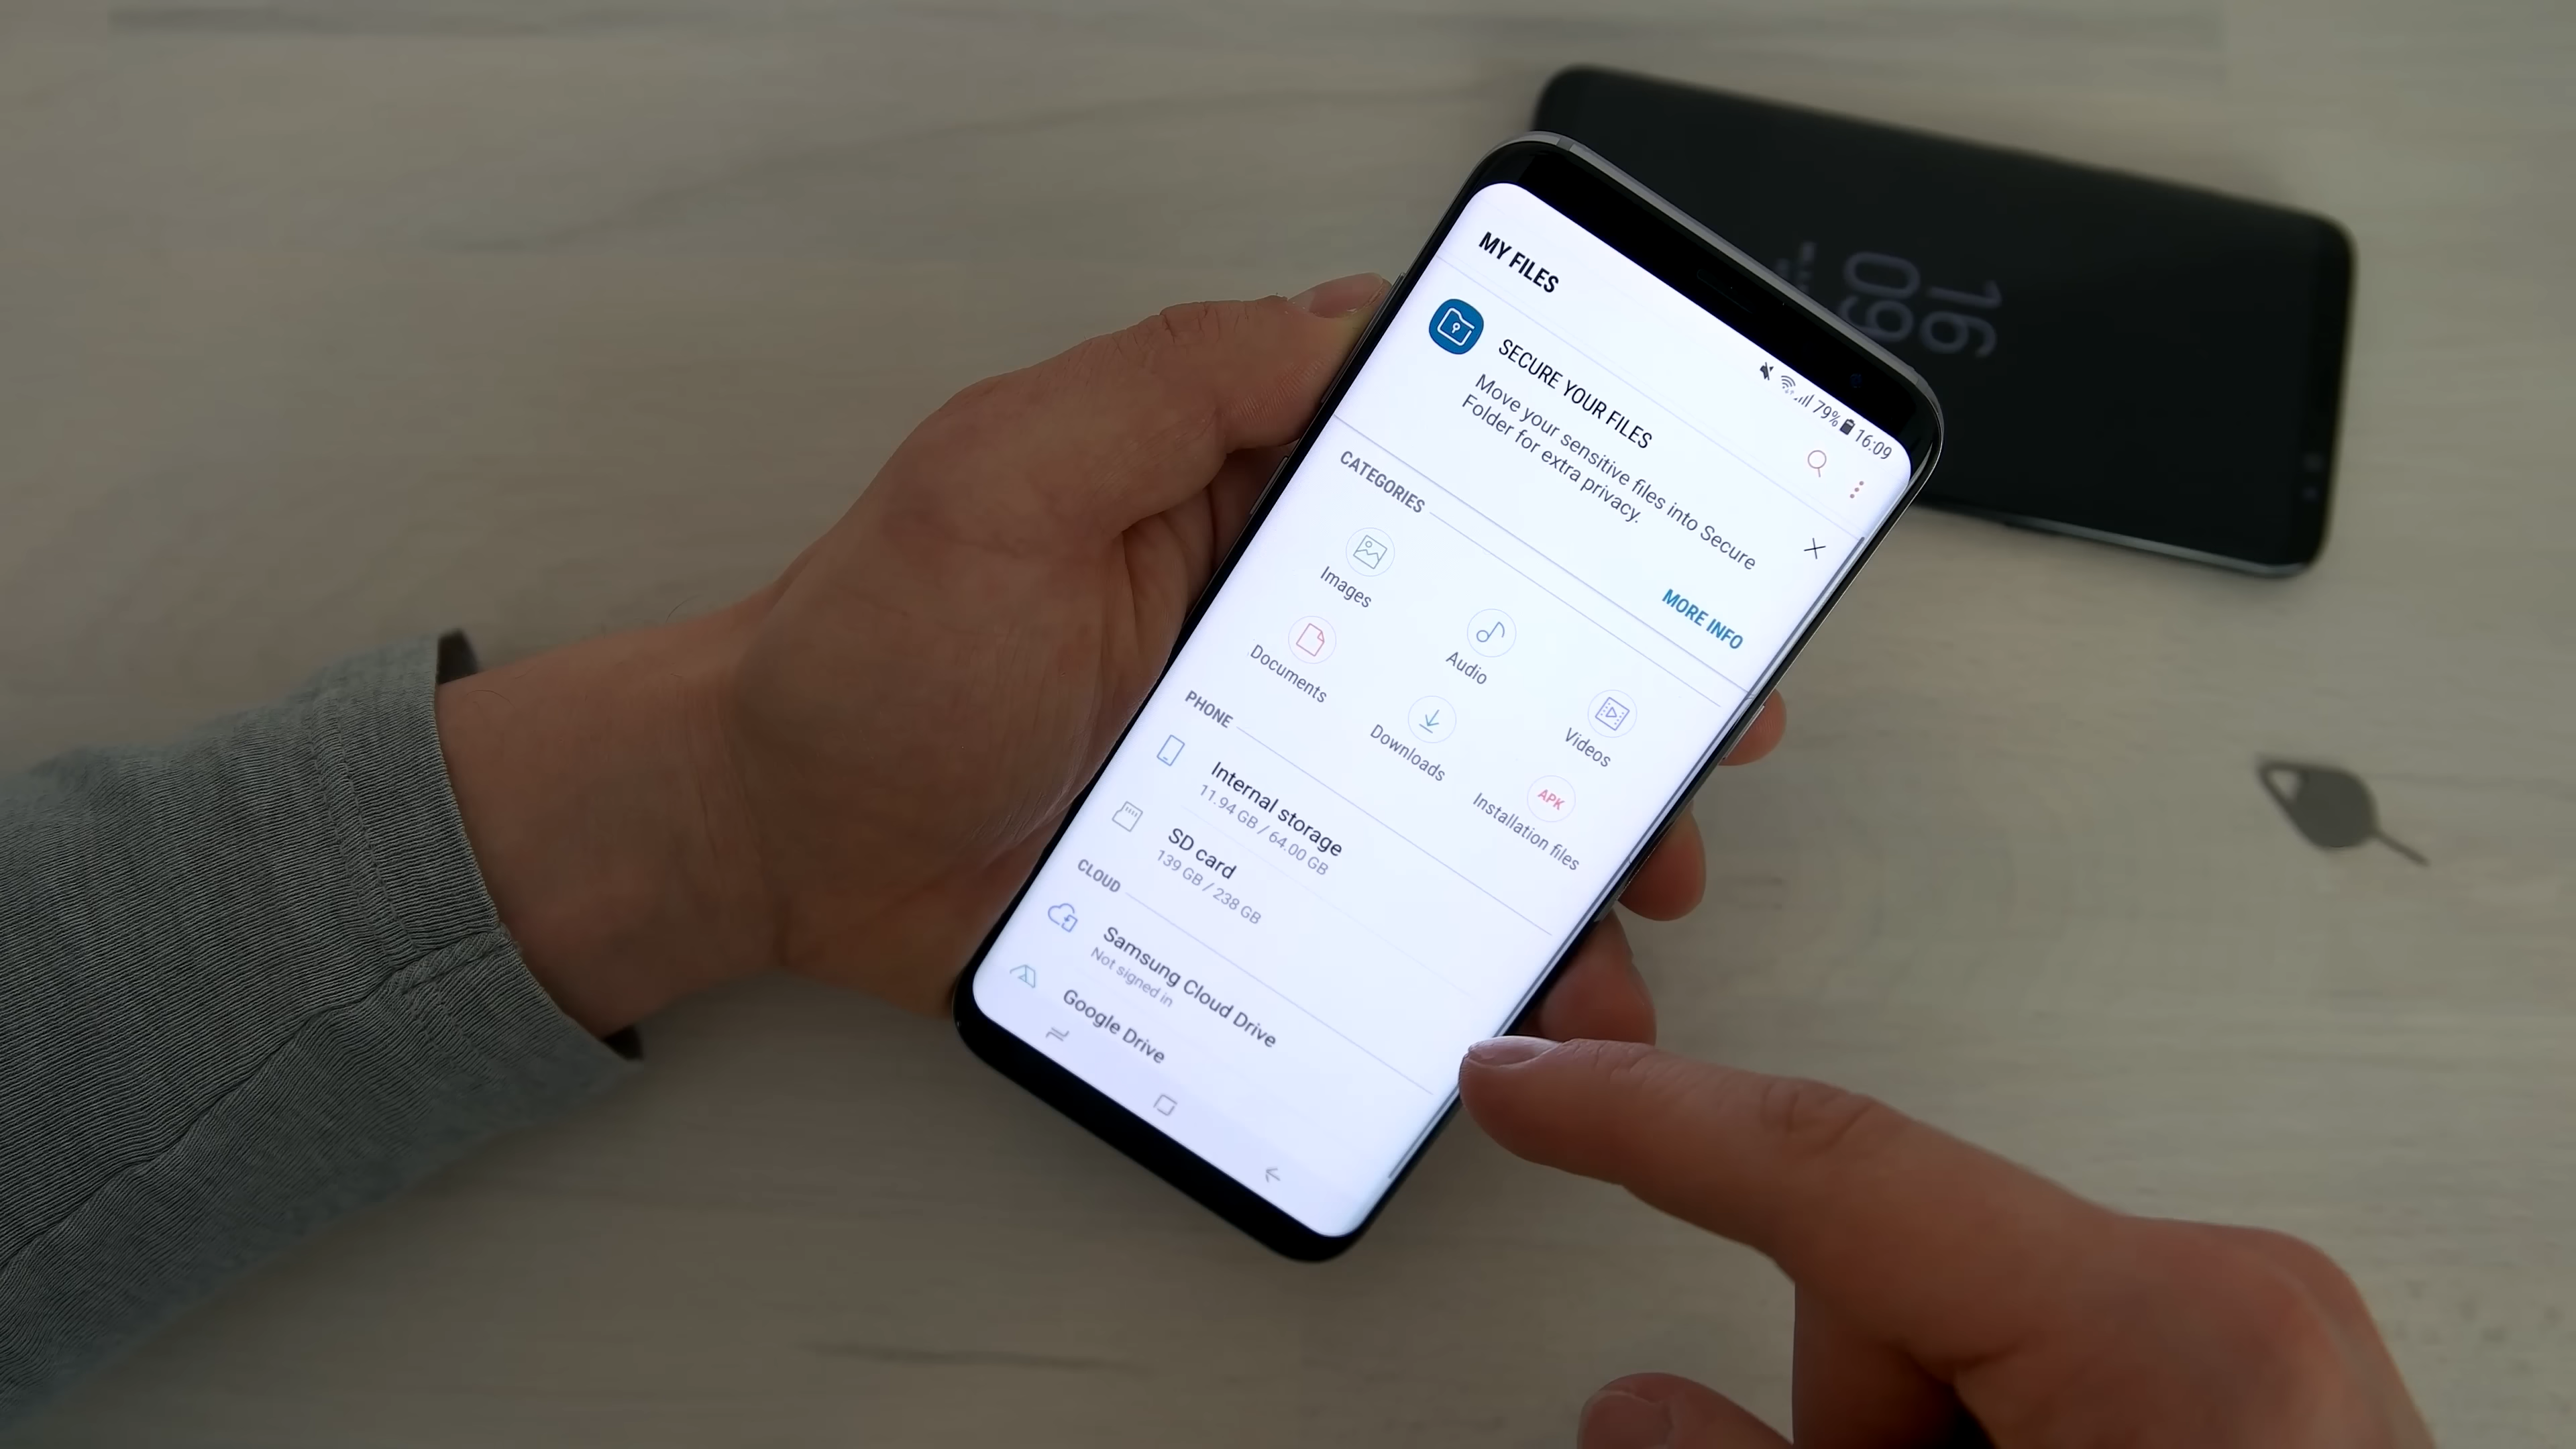 79% 16:09
MY FILES
SECURE YOUR FILES
Move your sensitive files into Secure
Folder for extra privacy.
MORE INFO
CATEGORIES
Images
Audio
Videos
Documents
Downloads
APK
Installation files
PHONE
Internal storage
11.94 GB / 64.00 GB
SD card
139 GB / 238 GB
CLOUD
Samsung Cloud Drive
Not signed in
Google Drive
16
09